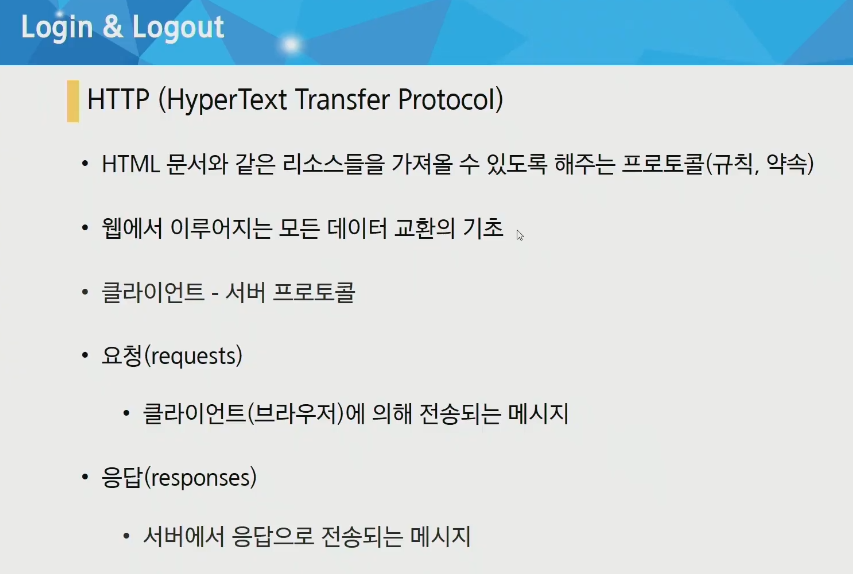 Login & Logout
HTTP (HyperText Transfer Protocol)
• HTML 문서와 같은 리소스들을 가져올 수 있도록 해주는 프로토콜(규칙, 약속)
• 웹에서 이루어지는 모든 데이터 교환의 기초
• 클라이언트 - 서버 프로토콜
• 요청(requests)
• 클라이언트(브라우저)에 의해 전송되는 메시지
• 응답(responses)
• 서버에서 응답으로 전송되는 메시지